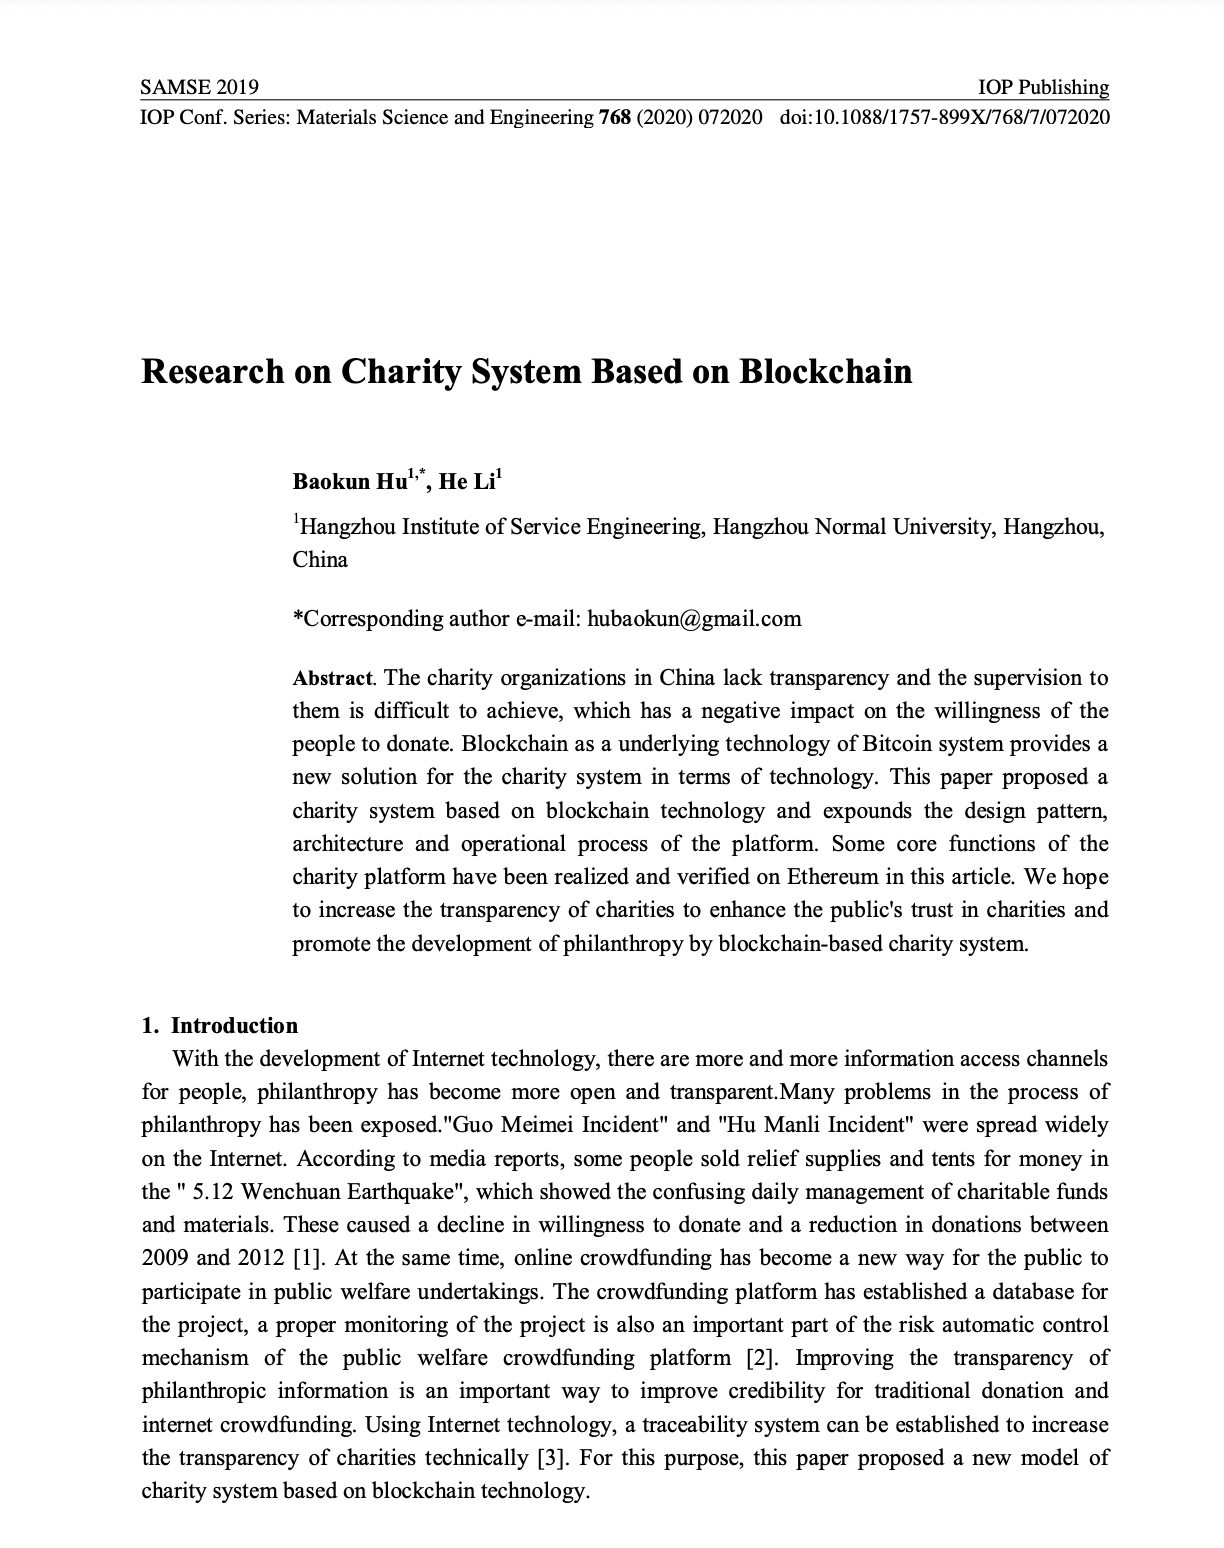 SAMSE 2019
IOP Publishing
IOP Conf. Series: Materials Science and Engineering 768 (2020) 072020 doi:10.1088/1757-899X/768/7/072020
Research on Charity System Based on Blockchain
Baokun Hu1,*, He Li1
1Hangzhou Institute of Service Engineering, Hangzhou Normal University, Hangzhou,
China
*Corresponding author e-mail: hubaokun@gmail.com
Abstract. The charity organizations in China lack transparency and the supervision to
them is difficult to achieve, which has a negative impact on the willingness of the
people to donate. Blockchain as a underlying technology of Bitcoin system provides a
new solution for the charity system in terms of technology. This paper proposed a
charity system based on blockchain technology and expounds the design pattern,
architecture and operational process of the platform. Some core functions of the
charity platform have been realized and verified on Ethereum in this article. We hope
to increase the transparency of charities to enhance the public's trust in charities and
promote the development of philanthropy by blockchain-based charity system.
1. Introduction
With the development of Internet technology, there are more and more information access channels
for people, philanthropy has become more open and transparent.Many problems in the process of
philanthropy has been exposed."Guo Meimei Incident" and "Hu Manli Incident" were spread widely
on the Internet. According to media reports, some people sold relief supplies and tents for money in
the " 5.12 Wenchuan Earthquake", which showed the confusing daily management of charitable funds
and materials. These caused a decline in willingness to donate and a reduction in donations between
2009 and 2012 [1]. At the same time, online crowdfunding has become a new way for the public to
participate in public welfare undertakings. The crowdfunding platform has established a database for
the project, a proper monitoring of the project is also an important part of the risk automatic control
mechanism of the public welfare crowdfunding platform [2]. Improving the transparency of
philanthropic information is an important way to improve credibility for traditional donation and
internet crowdfunding. Using Internet technology, a traceability system can be established to increase
the transparency of charities technically [3]. For this purpose, this paper proposed a new model of
charity system based on blockchain technology.